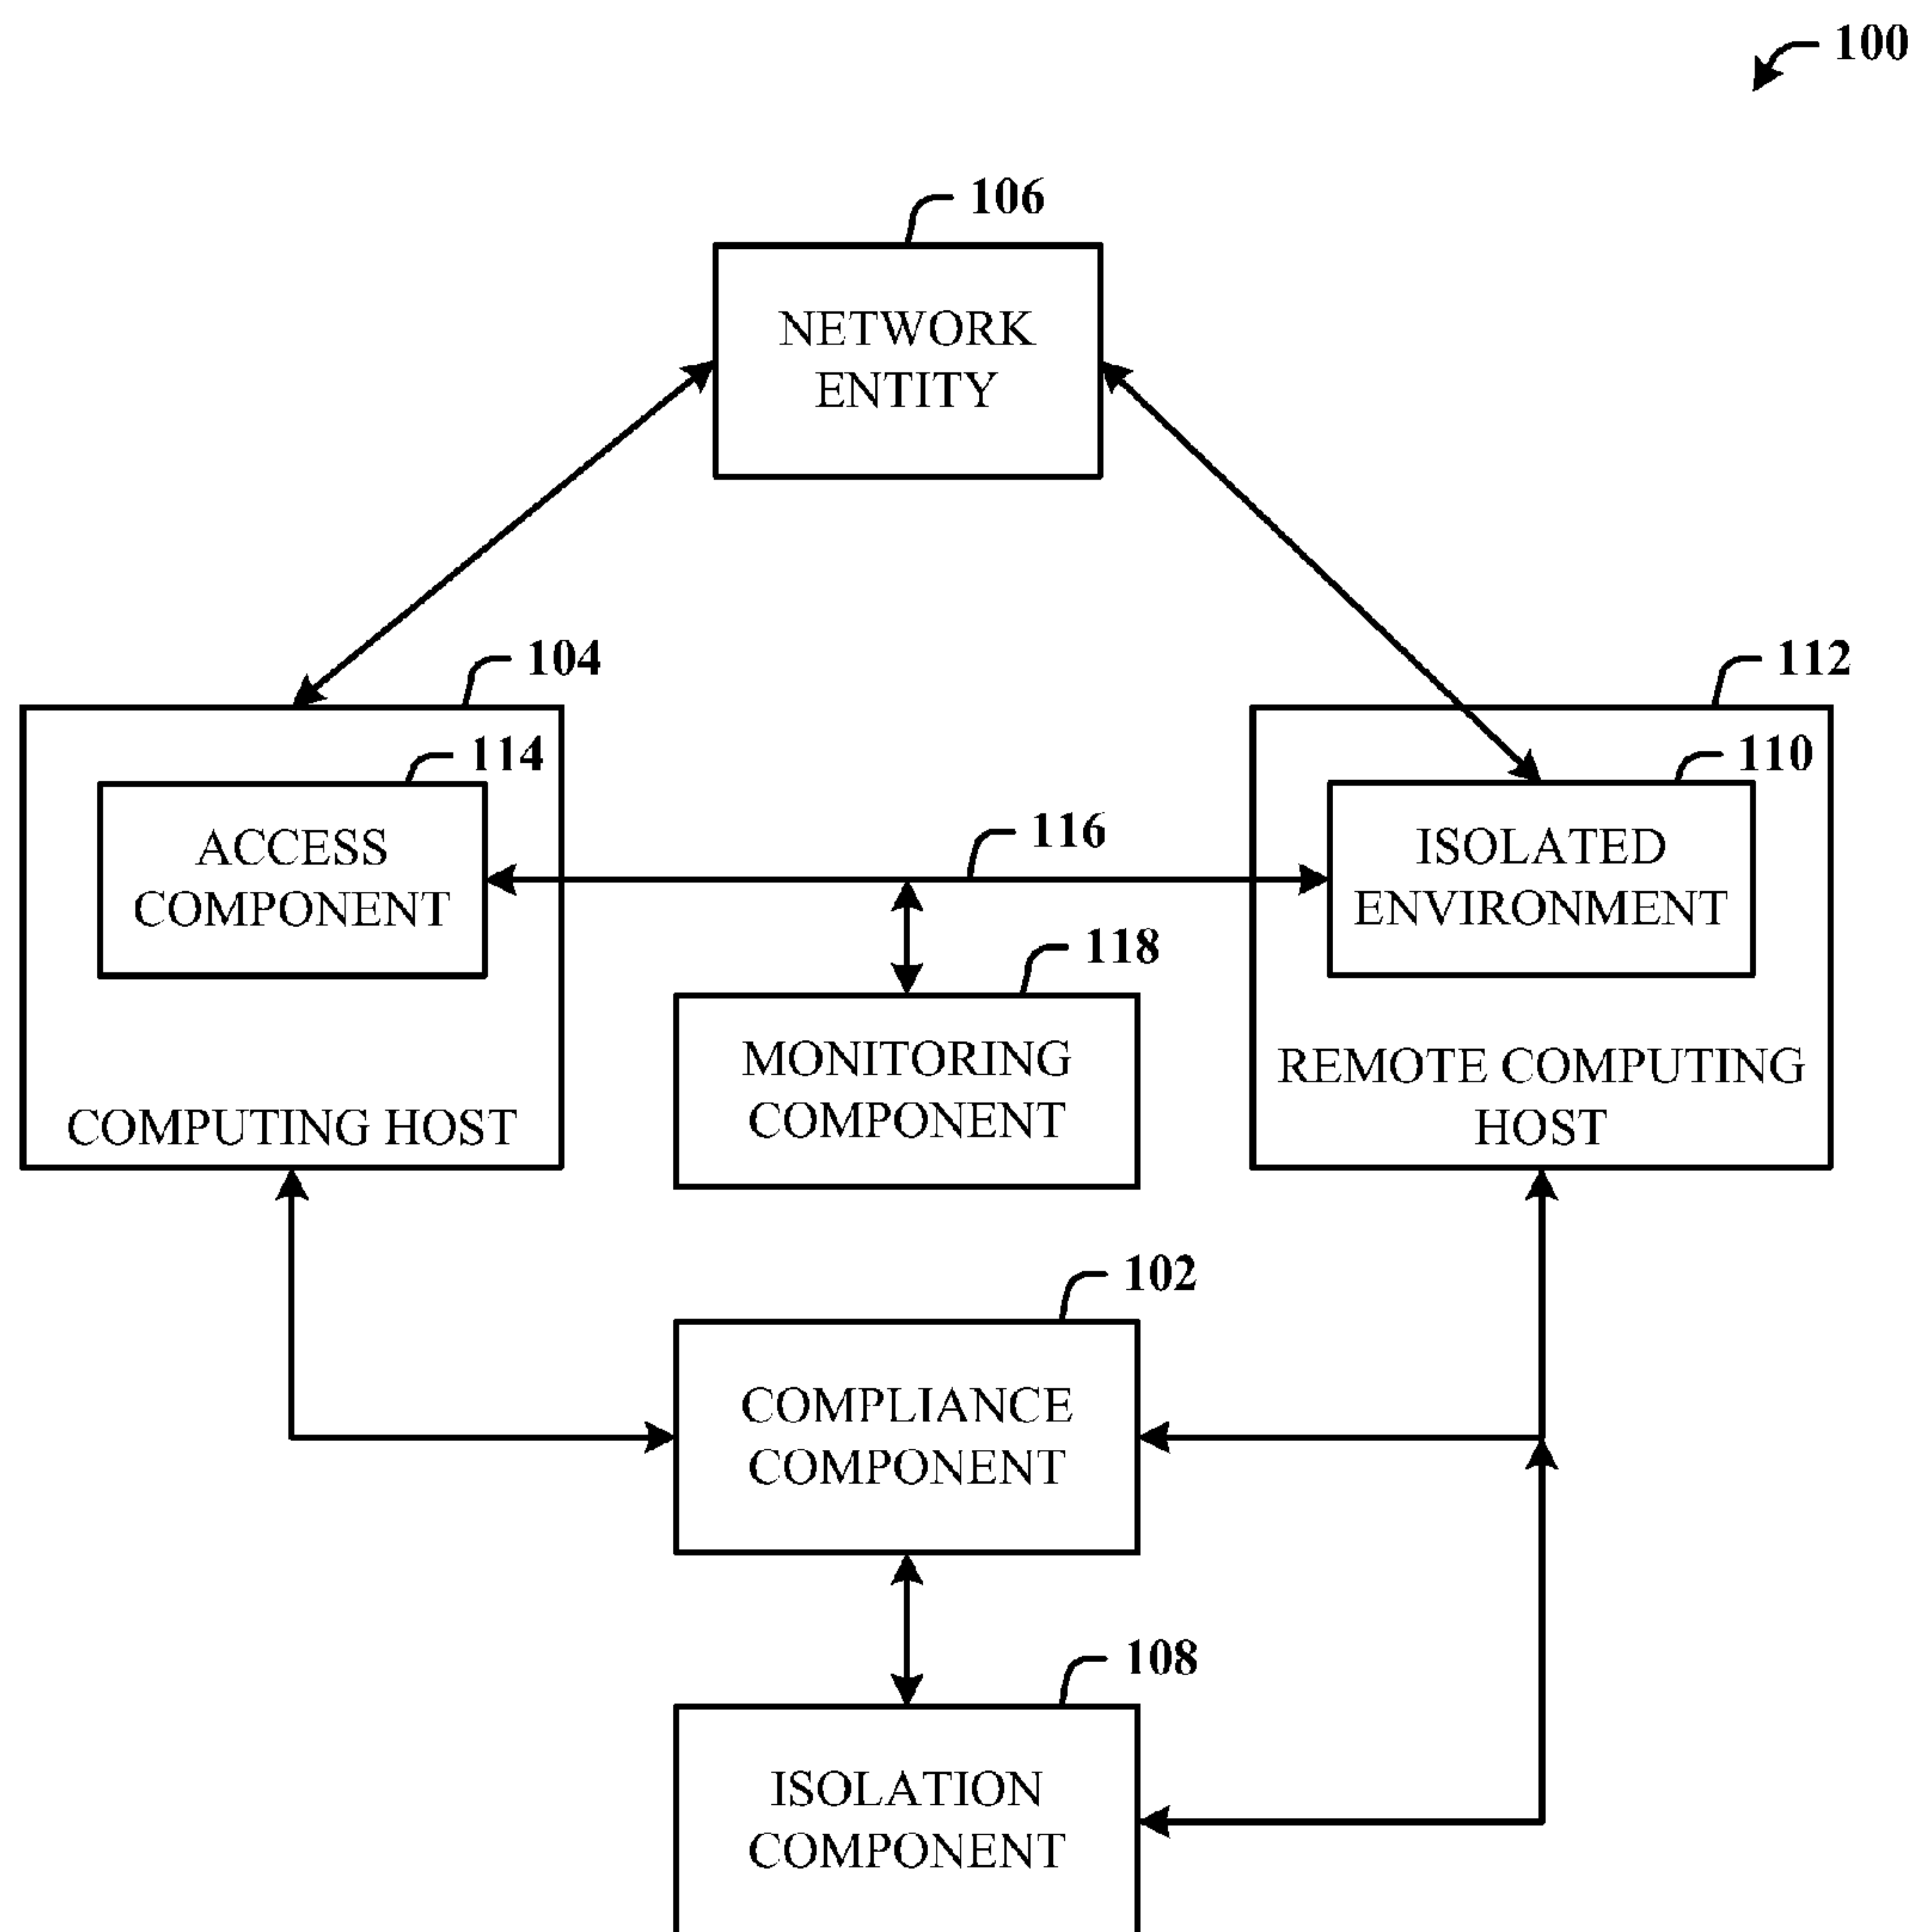 100
106
NETWORK
ENTITY
104
112
114
110
ACCESS
COMPONENT
116
ISOLATED
ENVIRONMENT
118
MONITORING
COMPONENT
COMPUTING HOST
REMOTE COMPUTING
HOST
102
COMPLIANCE
COMPONENT
108
ISOLATION
COMPONENT